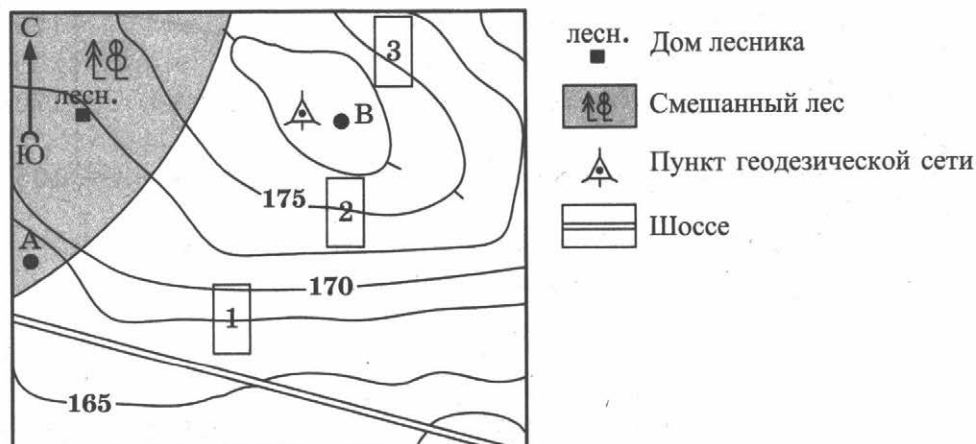 С
лесн.
Ю
А
В
3
175
2
170
1
165
лесн.
Дом лесника
Смешанный лес
Пункт геодезической сети
Шоссе